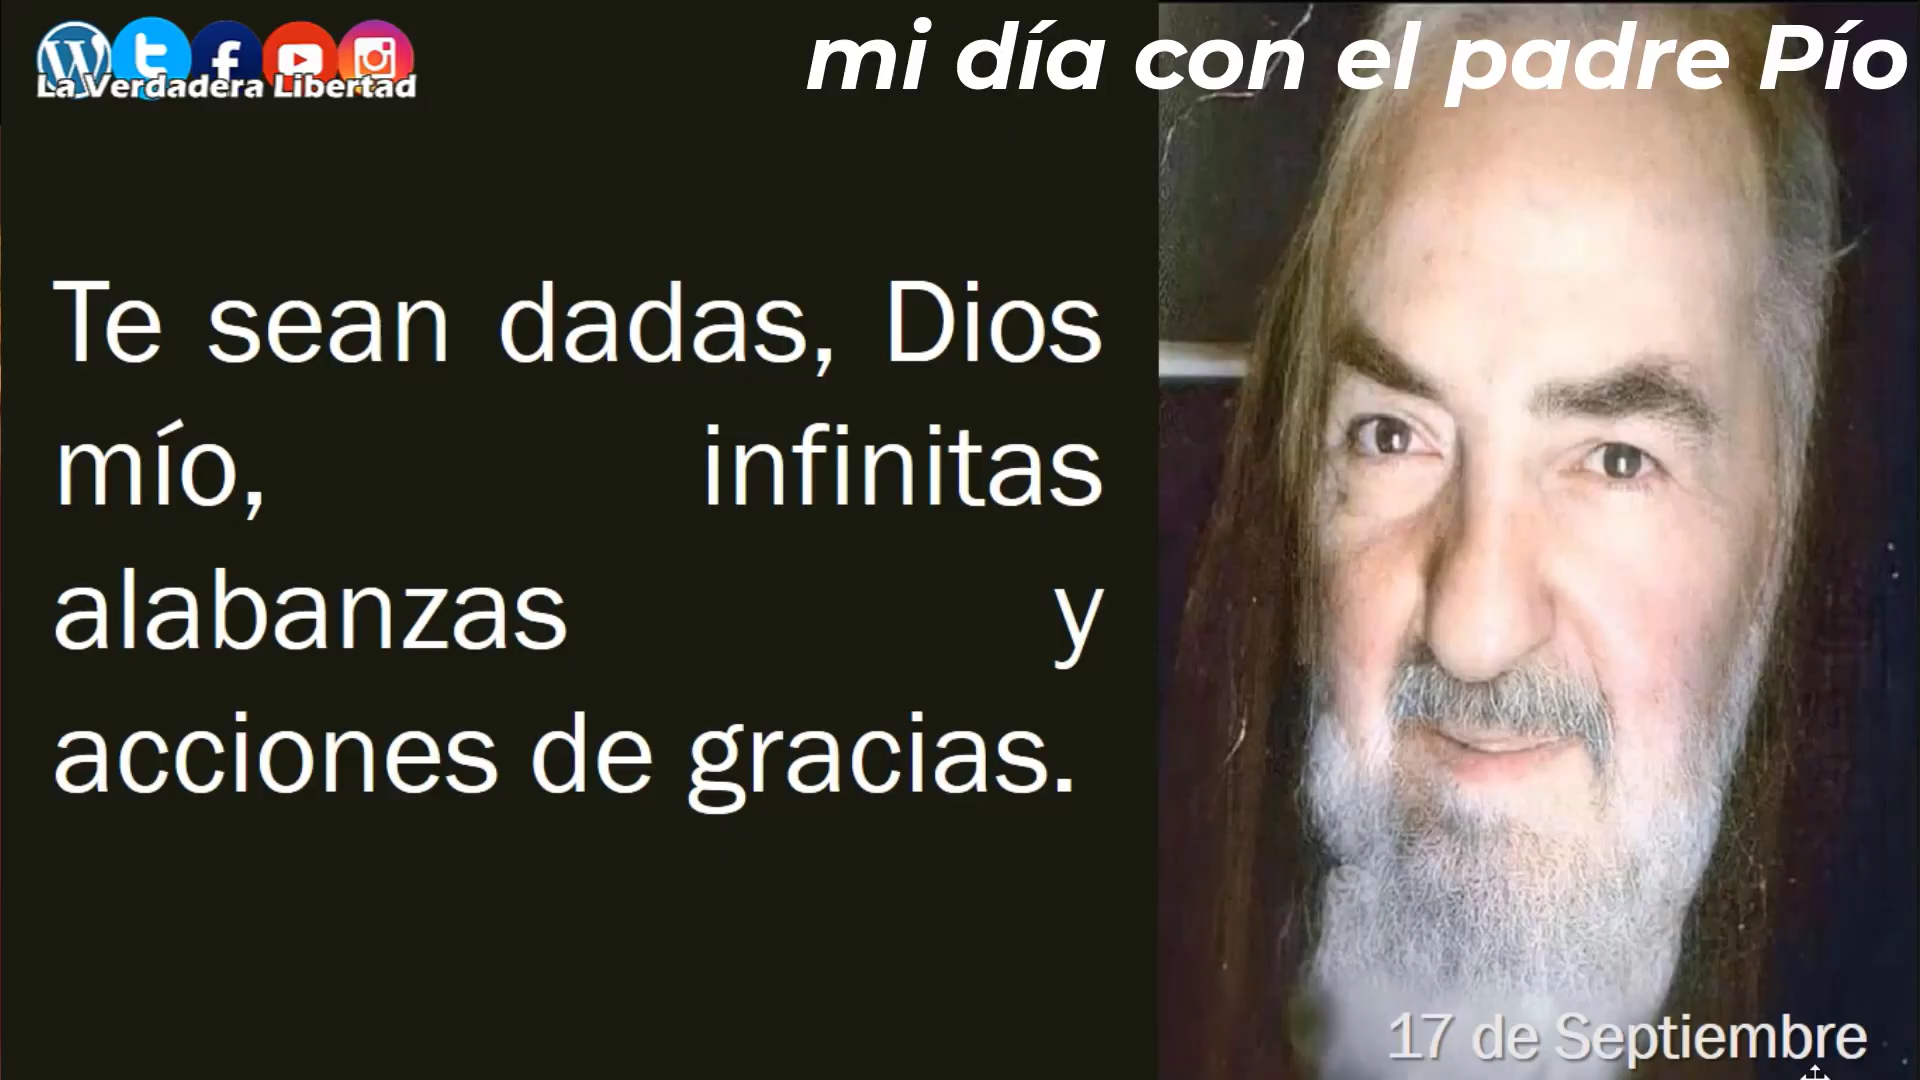 La Verdadera Libertad
mi día con el padre Pío
Te sean dadas, Dios
mío, infinitas
alabanzas y
acciones de gracias.
17 de Septiembre